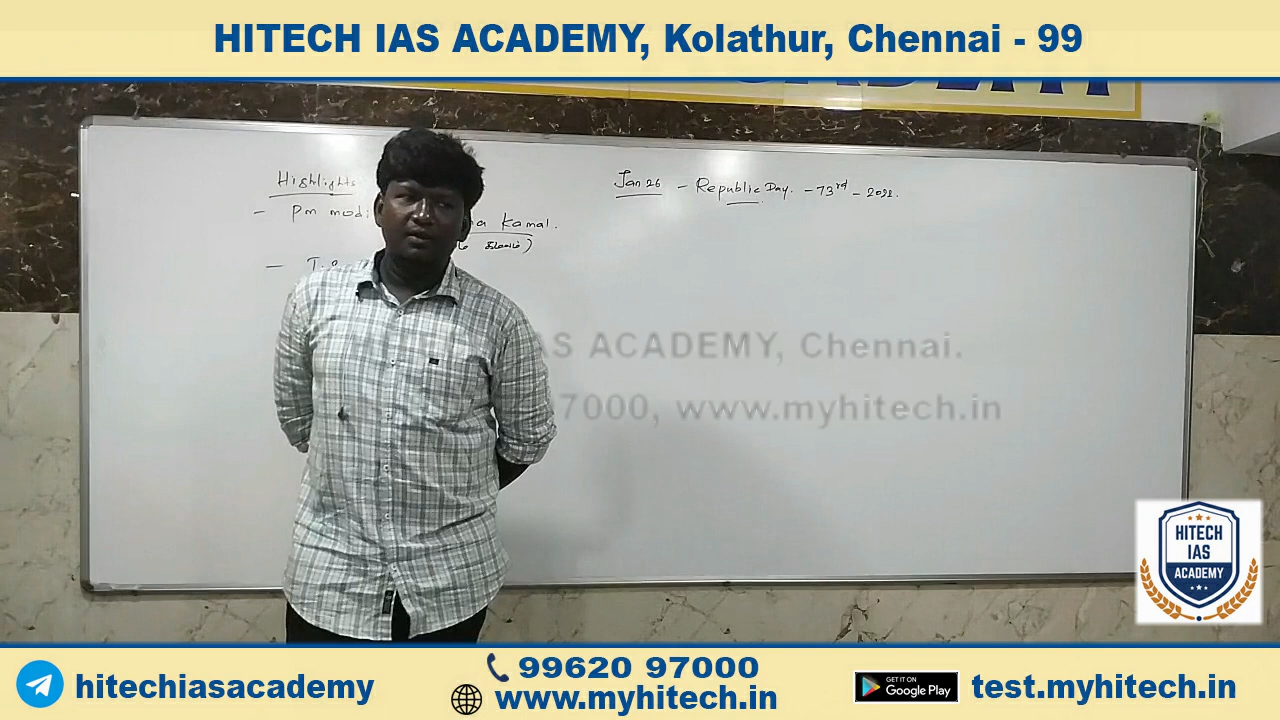 HITECH IAS ACADEMY, Kolathur, Chennai - 99
Highlights
Jan 26 - Republic Day. - 73rd - 2022.
- Pm modi
Kamal.
AS ACADEMY, Chennai.
7000, www.myhitech.in
HITECH
IAS
ACADEMY
hitechiasacademy
99620 97000
www.myhitech.in
GET IT ON
Google Play
test.myhitech.in